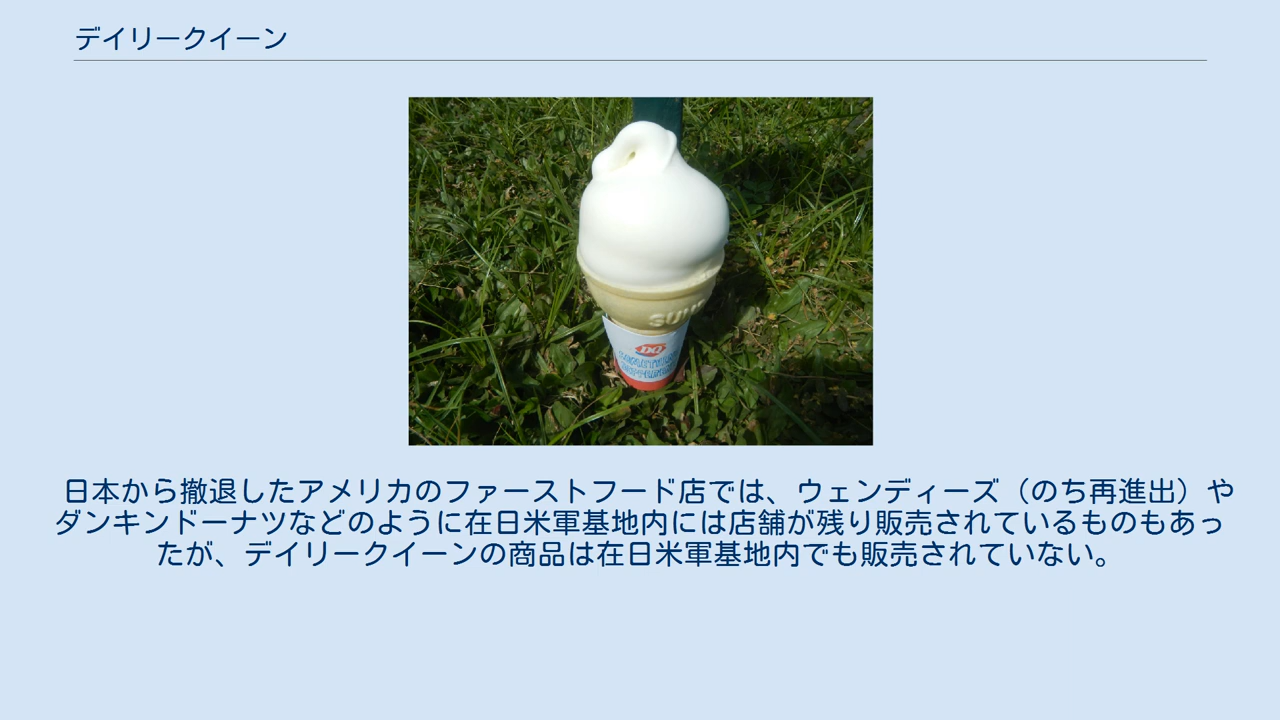 デイリークイーン
DQ
日本から撤退したアメリカのファーストフード店では、ウェンディーズ（のち再進出）や
ダンキンドーナツなどのように在日米軍基地内には店舗が残り販売されているものもあっ
たが、デイリークイーンの商品は在日米軍基地内でも販売されていない。